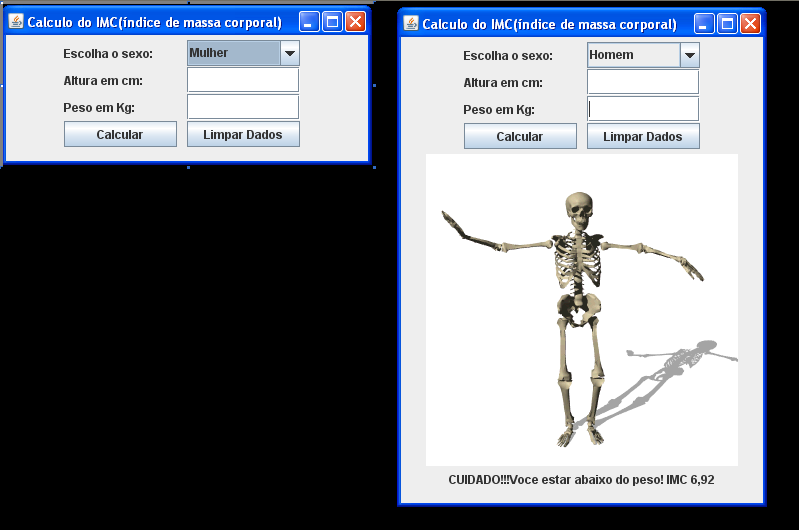 Calculo do IMC(índice de massa corporal)
Escolha o sexo: Mulher
Altura em cm:
Peso em Kg:
Calcular Limpar Dados
Calculo do IMC(índice de massa corporal)
Escolha o sexo: Homem
Altura em cm:
Peso em Kg:
Calcular Limpar Dados
CUIDADO!!!Voce estar abaixo do peso! IMC 6,92